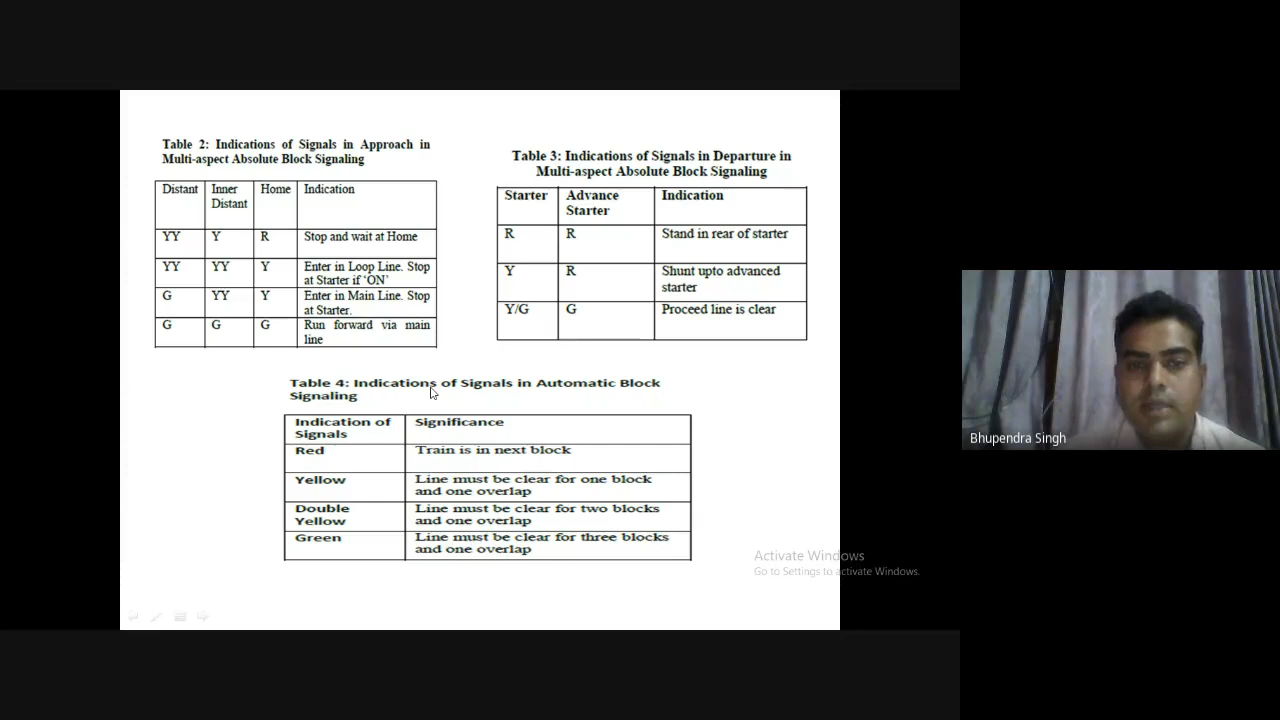 Table 2: Indications of Signals in Approach in
Multi-aspect Absolute Block Signaling
Distant Inner Distant Home Indication
YY Y R Stop and wait at Home
YY YY Y Enter in Loop Line. Stop
at Starter if 'ON'
G YY Y Enter in Main Line. Stop
at Starter.
G G G Run forward via main
line
Table 3: Indications of Signals in Departure in
Multi-aspect Absolute Block Signaling
Starter Advance Starter Indication
R R Stand in rear of starter
Y R Shunt upto advanced
starter
Y/G G Proceed line is clear
Table 4: Indications of Signals in Automatic Block
Signaling
Indication of Signals Significance
Red Train is in next block
Yellow Line must be clear for one block
and one overlap
Double Yellow Line must be clear for two blocks
and one overlap
Green Line must be clear for three blocks
and one overlap
Activate Windows
Go to Settings to activate Windows.
Bhupendra Singh